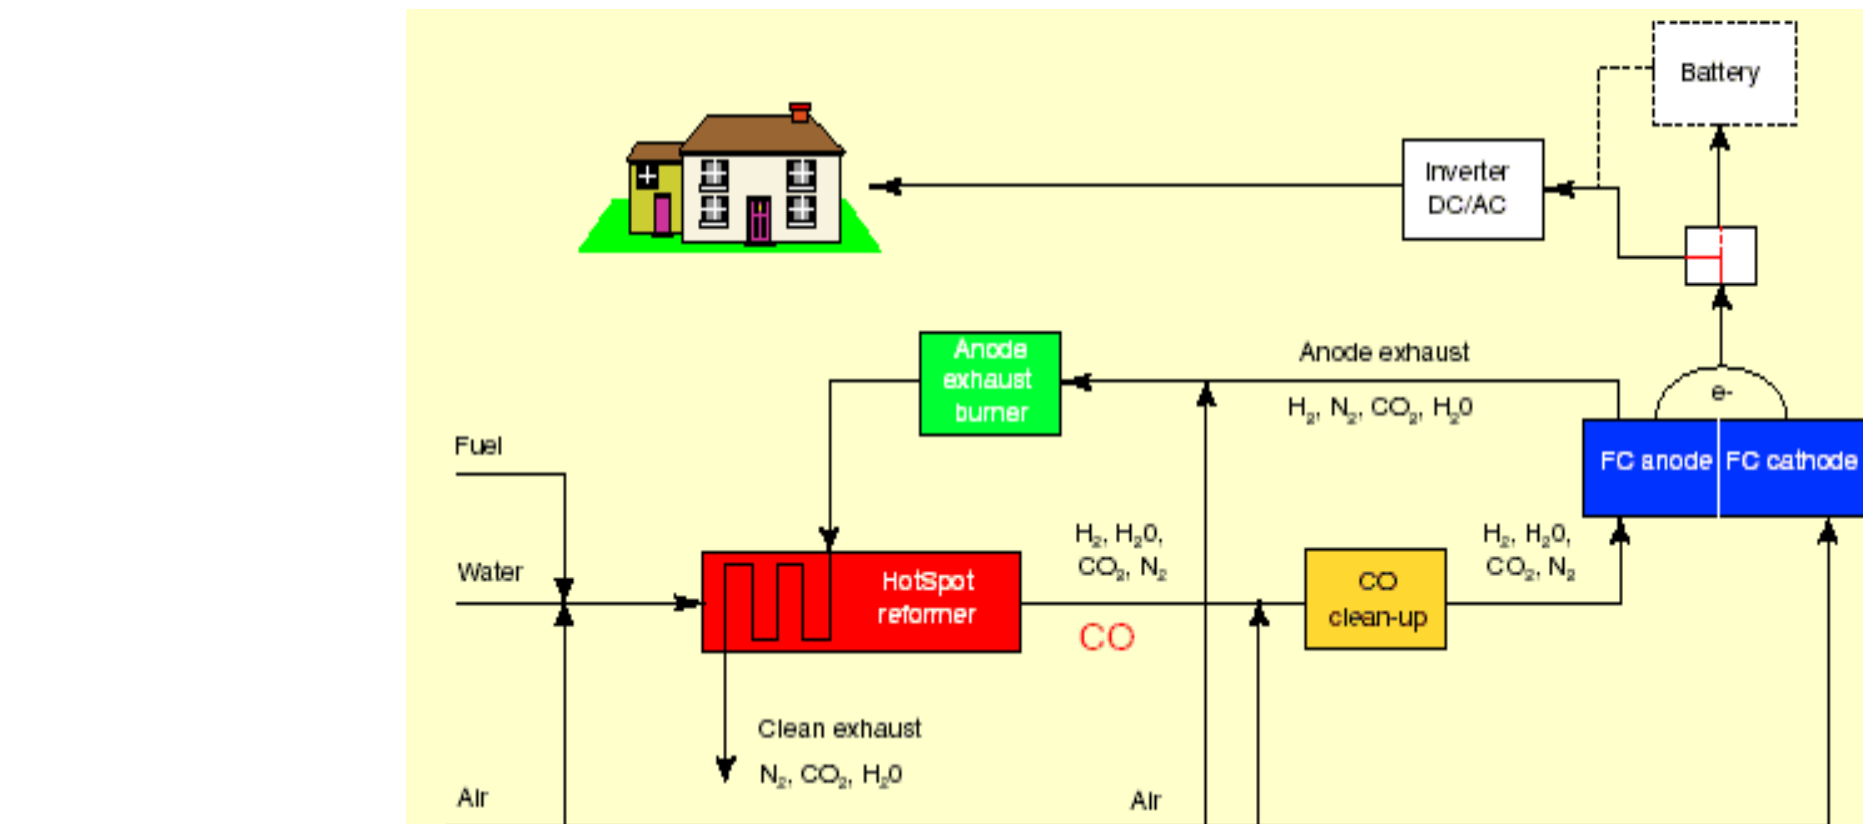 Battery
Inverter
DC/AC
Anode
exhaust
burner
Anode exhaust
H₂, N₂, CO₂, H₂0
e-
Fuel
FC anode
FC cathode
Water
HotSpot
reformer
H₂, H₂0,
CO₂, N₂
CO
CO
clean-up
H₂, H₂0,
CO₂, N₂
Clean exhaust
N₂, CO₂, H₂0
Air
Air